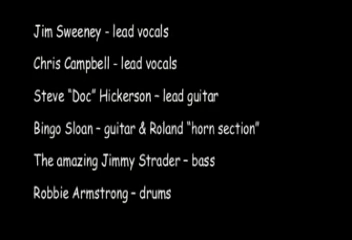 Jim Sweeney - lead vocals
Chris Campbell - lead vocals
Steve “Doc” Hickerson – lead guitar
Bingo Sloan – guitar & Roland “horn section”
The amazing Jimmy Strader – bass
Robbie Armstrong – drums